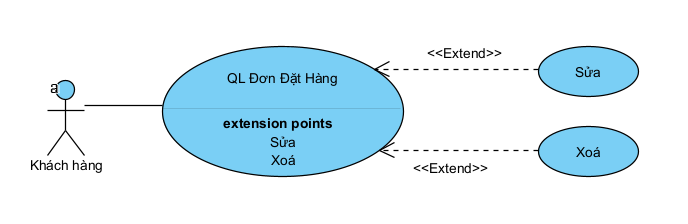 a
Khách hàng
QL Đơn Đặt Hàng
extension points
Sửa
Xoá
<<Extend>>
Sửa
<<Extend>>
Xoá